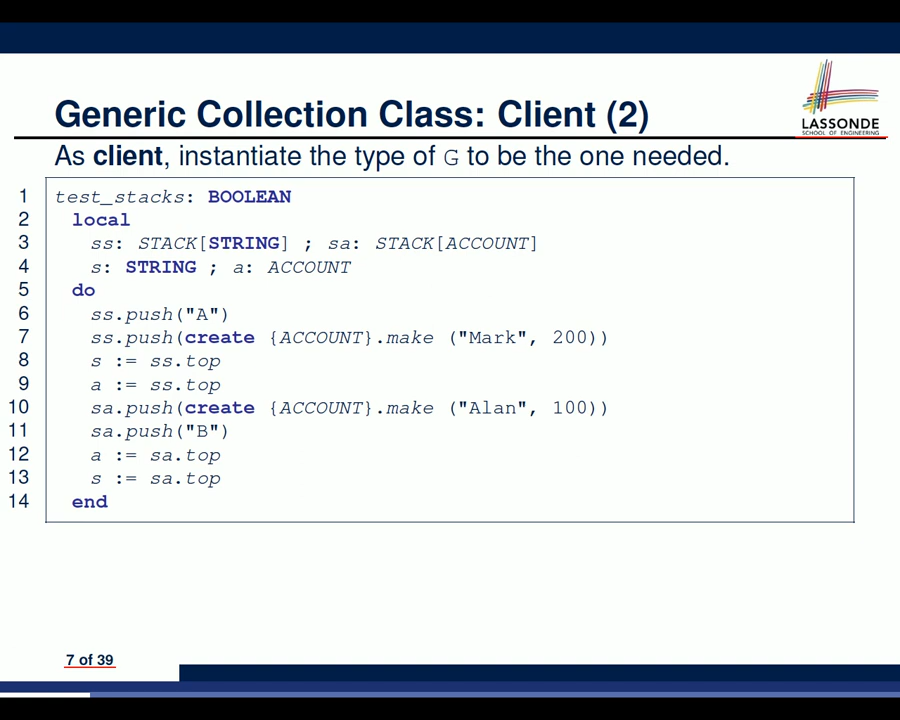 LASSONDE
SCHOOL OF ENGINEERING
Generic Collection Class: Client (2)
As client, instantiate the type of G to be the one needed.
1 test_stacks: BOOLEAN
2 local
3 ss: STACK[STRING] ; sa: STACK[ACCOUNT]
4 s: STRING ; a: ACCOUNT
5 do
6 ss.push("A")
7 ss.push(create {ACCOUNT}.make ("Mark", 200))
8 s := ss.top
9 a := ss.top
10 sa.push(create {ACCOUNT}.make ("Alan", 100))
11 sa.push("B")
12 a := sa.top
13 s := sa.top
14 end
7 of 39